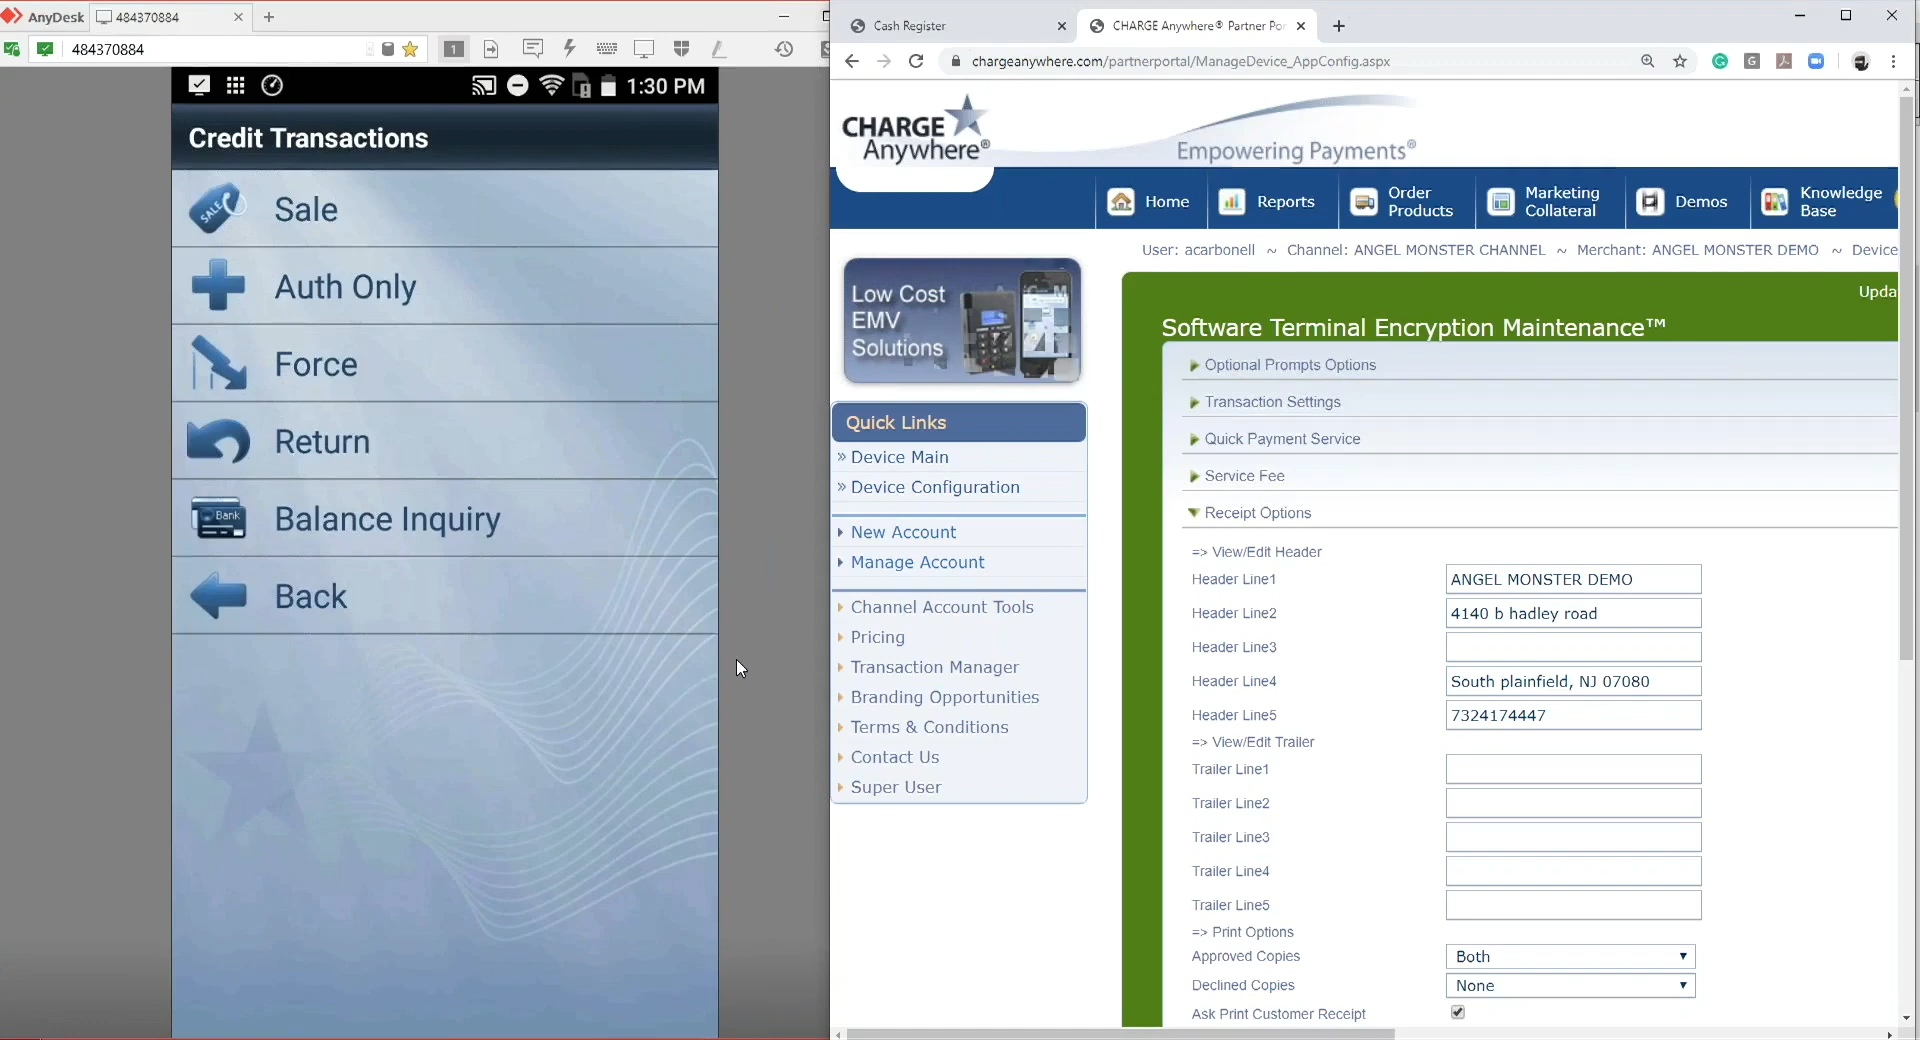 AnyDesk
484370884
484370884
1
1:30 PM
Credit Transactions
SALE
Sale
Auth Only
Force
Return
Bank
Balance Inquiry
Back
Cash Register
CHARGE Anywhere® Partner Por
chargeanywhere.com/partnerportal/ManageDevice_AppConfig.aspx
CHARGE
Anywhere®
Empowering Payments®
Home
Reports
Order
Products
Marketing
Collateral
Demos
Knowledge
Base
User: acarbonell ~ Channel: ANGEL MONSTER CHANNEL ~ Merchant: ANGEL MONSTER DEMO ~ Device
Low Cost
EMV
Solutions
Quick Links
» Device Main
» Device Configuration
New Account
Manage Account
Channel Account Tools
Pricing
Transaction Manager
Branding Opportunities
Terms & Conditions
Contact Us
Super User
Upda
Software Terminal Encryption Maintenance™
Optional Prompts Options
Transaction Settings
Quick Payment Service
Service Fee
Receipt Options
=> View/Edit Header
Header Line1 ANGEL MONSTER DEMO
Header Line2 4140 b hadley road
Header Line3
Header Line4 South plainfield, NJ 07080
Header Line5 7324174447
=> View/Edit Trailer
Trailer Line1
Trailer Line2
Trailer Line3
Trailer Line4
Trailer Line5
=> Print Options
Approved Copies Both
Declined Copies None
Ask Print Customer Receipt